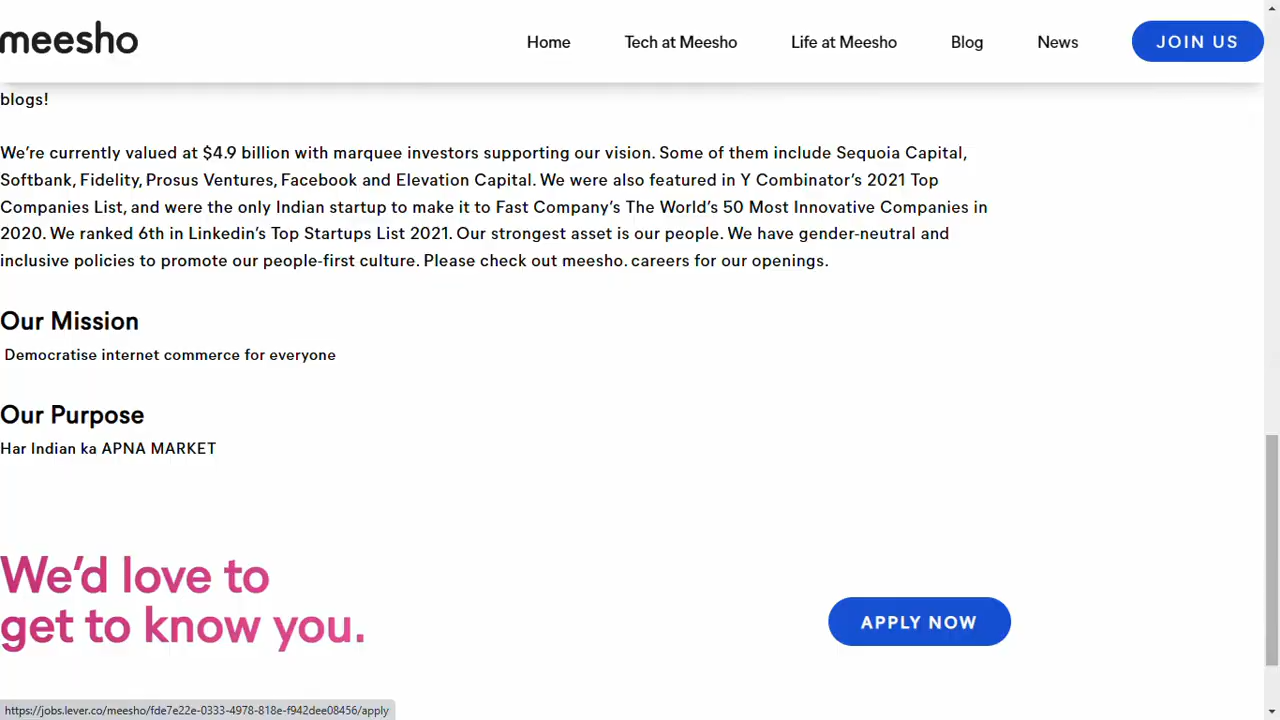 meesho
Home
Tech at Meesho
Life at Meesho
Blog
News
JOIN US
blogs!
We're currently valued at $4.9 billion with marquee investors supporting our vision. Some of them include Sequoia Capital,
Softbank, Fidelity, Prosus Ventures, Facebook and Elevation Capital. We were also featured in Y Combinator's 2021 Top
Companies List, and were the only Indian startup to make it to Fast Company's The World's 50 Most Innovative Companies in
2020. We ranked 6th in Linkedin's Top Startups List 2021. Our strongest asset is our people. We have gender-neutral and
inclusive policies to promote our people-first culture. Please check out meesho. careers for our openings.
Our Mission
Democratise internet commerce for everyone
Our Purpose
Har Indian ka APNA MARKET
We'd love to
get to know you.
APPLY NOW
https://jobs.lever.co/meesho/fde7e22e-0333-4978-818e-f942dee08456/apply